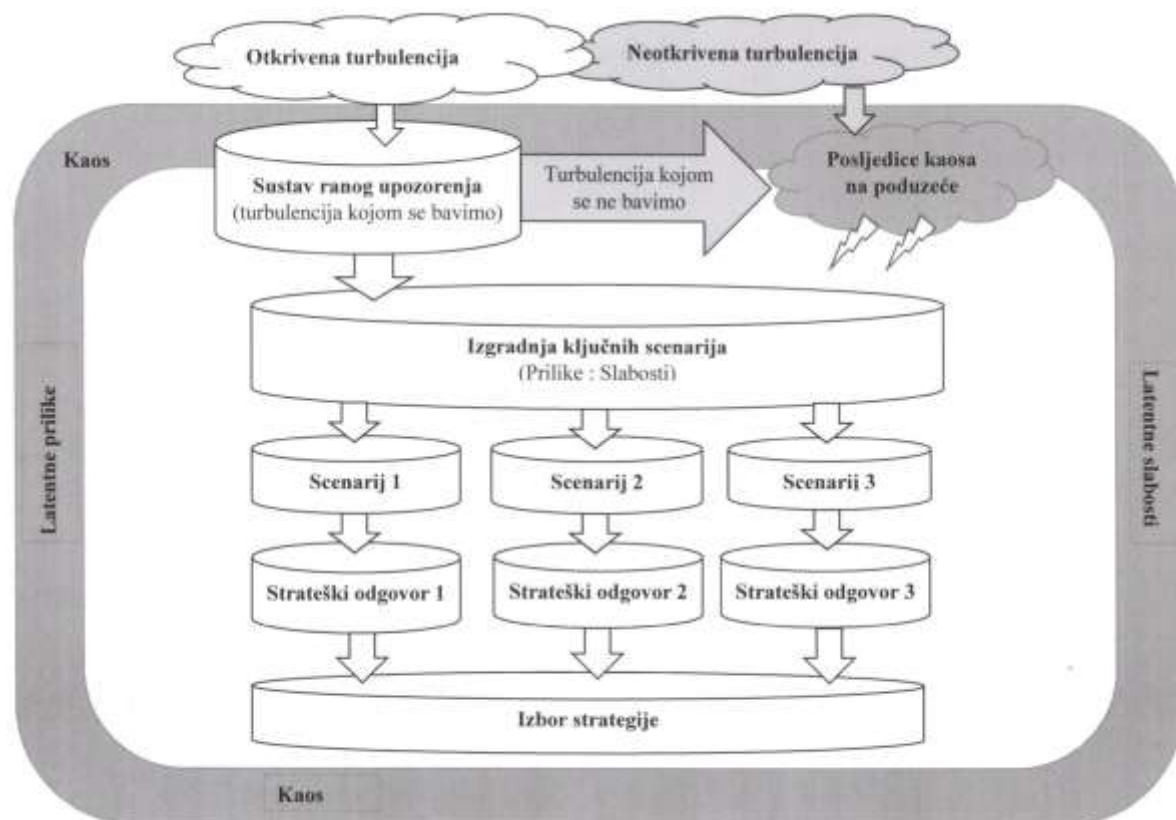 Otkrivena turbulencija
Neotkrivena turbulencija
Kaos
Sustav ranog upozorenja
(turbulencija kojom se bavimo)
Turbulencija kojom
se ne bavimo
Posljedice kaosa
na poduzeće
Izgradnja ključnih scenarija
(Prilike : Slabosti)
Latentne prilike
Latentne slabosti
Scenarij 1
Scenarij 2
Scenarij 3
Strateški odgovor 1
Strateški odgovor 2
Strateški odgovor 3
Izbor strategije
Kaos